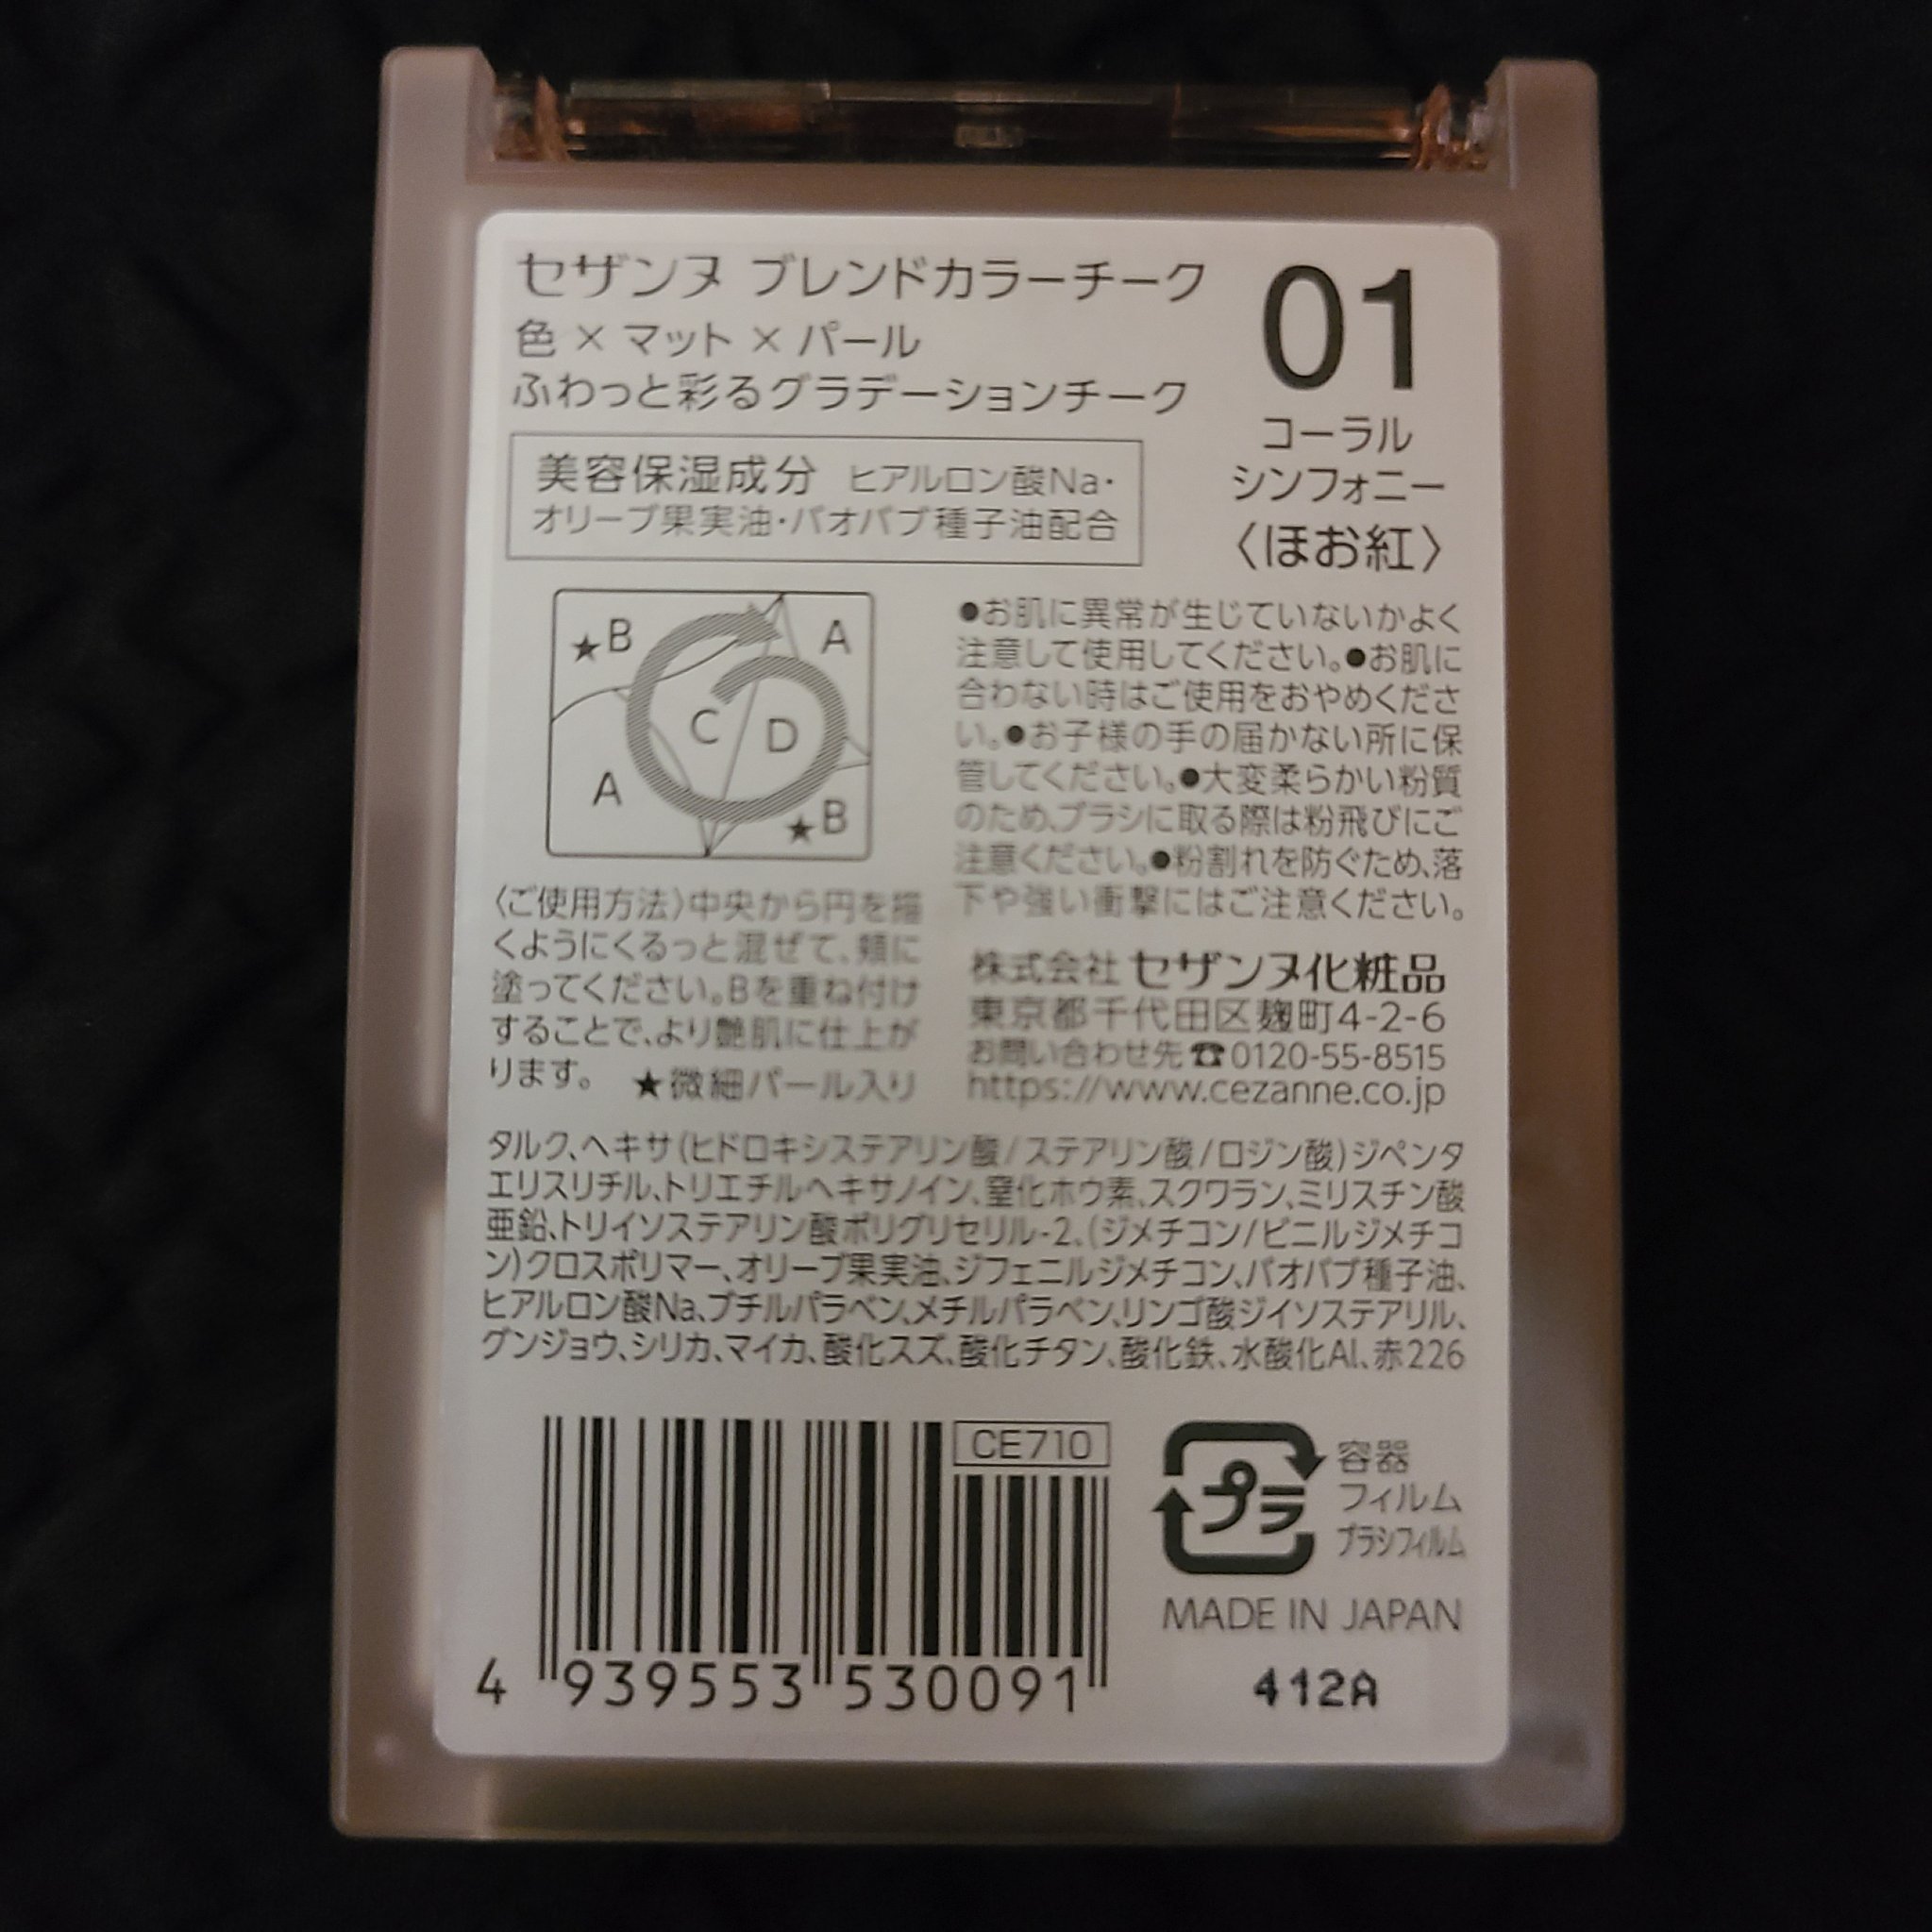 セザンヌ ブレンドカラーチーク
色×マット×パール
ふわっと彩るグラデーションチーク
01
コーラル
シンフォニー
〈ほお紅〉
美容保湿成分 ヒアルロン酸Na・
オリーブ果実油・バオバブ種子油配合
★B
A
C
D
A
★B
〈ご使用方法〉中央から円を描
くようにくるっと混ぜて、頬に
塗ってください。Bを重ね付け
することで、より艶肌に仕上が
ります。 ★微細パール入り
●お肌に異常が生じていないかよく
注意して使用してください。●お肌に
合わない時はご使用をおやめくださ
い。●お子様の手の届かない所に保
管してください。●大変柔らかい粉質
のため、ブラシに取る際は粉飛びにご
注意ください。●粉割れを防ぐため、落
下や強い衝撃にはご注意ください。
株式会社 セザンヌ化粧品
東京都千代田区麹町4-2-6
お問い合わせ先☎0120-55-8515
https://www.cezanne.co.jp
タルク、ヘキサ(ヒドロキシステアリン酸/ステアリン酸/ロジン酸)ジペンタ
エリスリチル、トリエチルヘキサノイン、窒化ホウ素、スクワラン、ミリスチン酸
亜鉛、トリイソステアリン酸ポリグリセリル-2、(ジメチコン/ビニルジメチコ
ン)クロスポリマー、オリーブ果実油、ジフェニルジメチコン、バオバブ種子油、
ヒアルロン酸Na、ブチルパラベン、メチルパラベン、リンゴ酸ジイソステアリル、
グンジョウ、シリカ、マイカ、酸化スズ、酸化チタン、酸化鉄、水酸化Al、赤226
CE710
4 939553 530091
プラ
容器
フィルム
ブラシフィルム
MADE IN JAPAN
412A